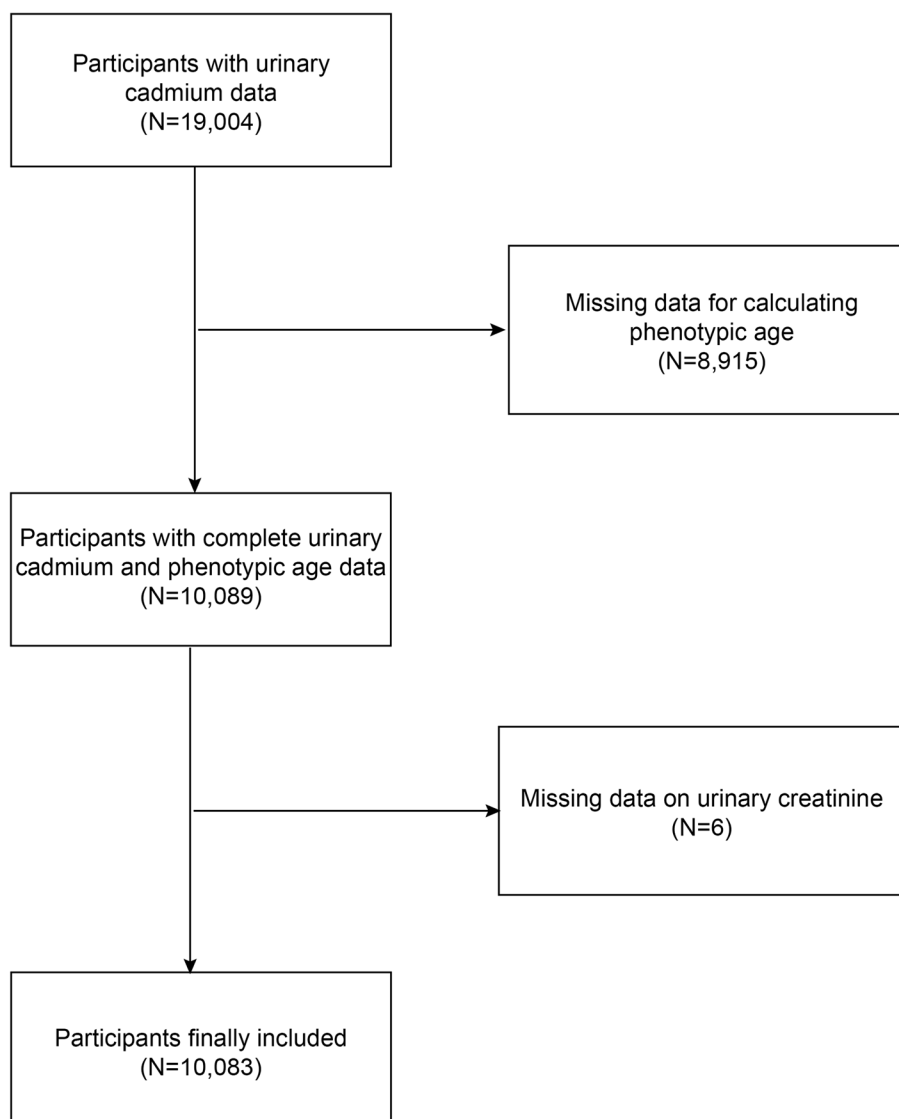 Participants with urinary
cadmium data
(N=19,004)
Missing data for calculating
phenotypic age
(N=8,915)
Participants with complete urinary
cadmium and phenotypic age data
(N=10,089)
Missing data on urinary creatinine
(N=6)
Participants finally included
(N=10,083)